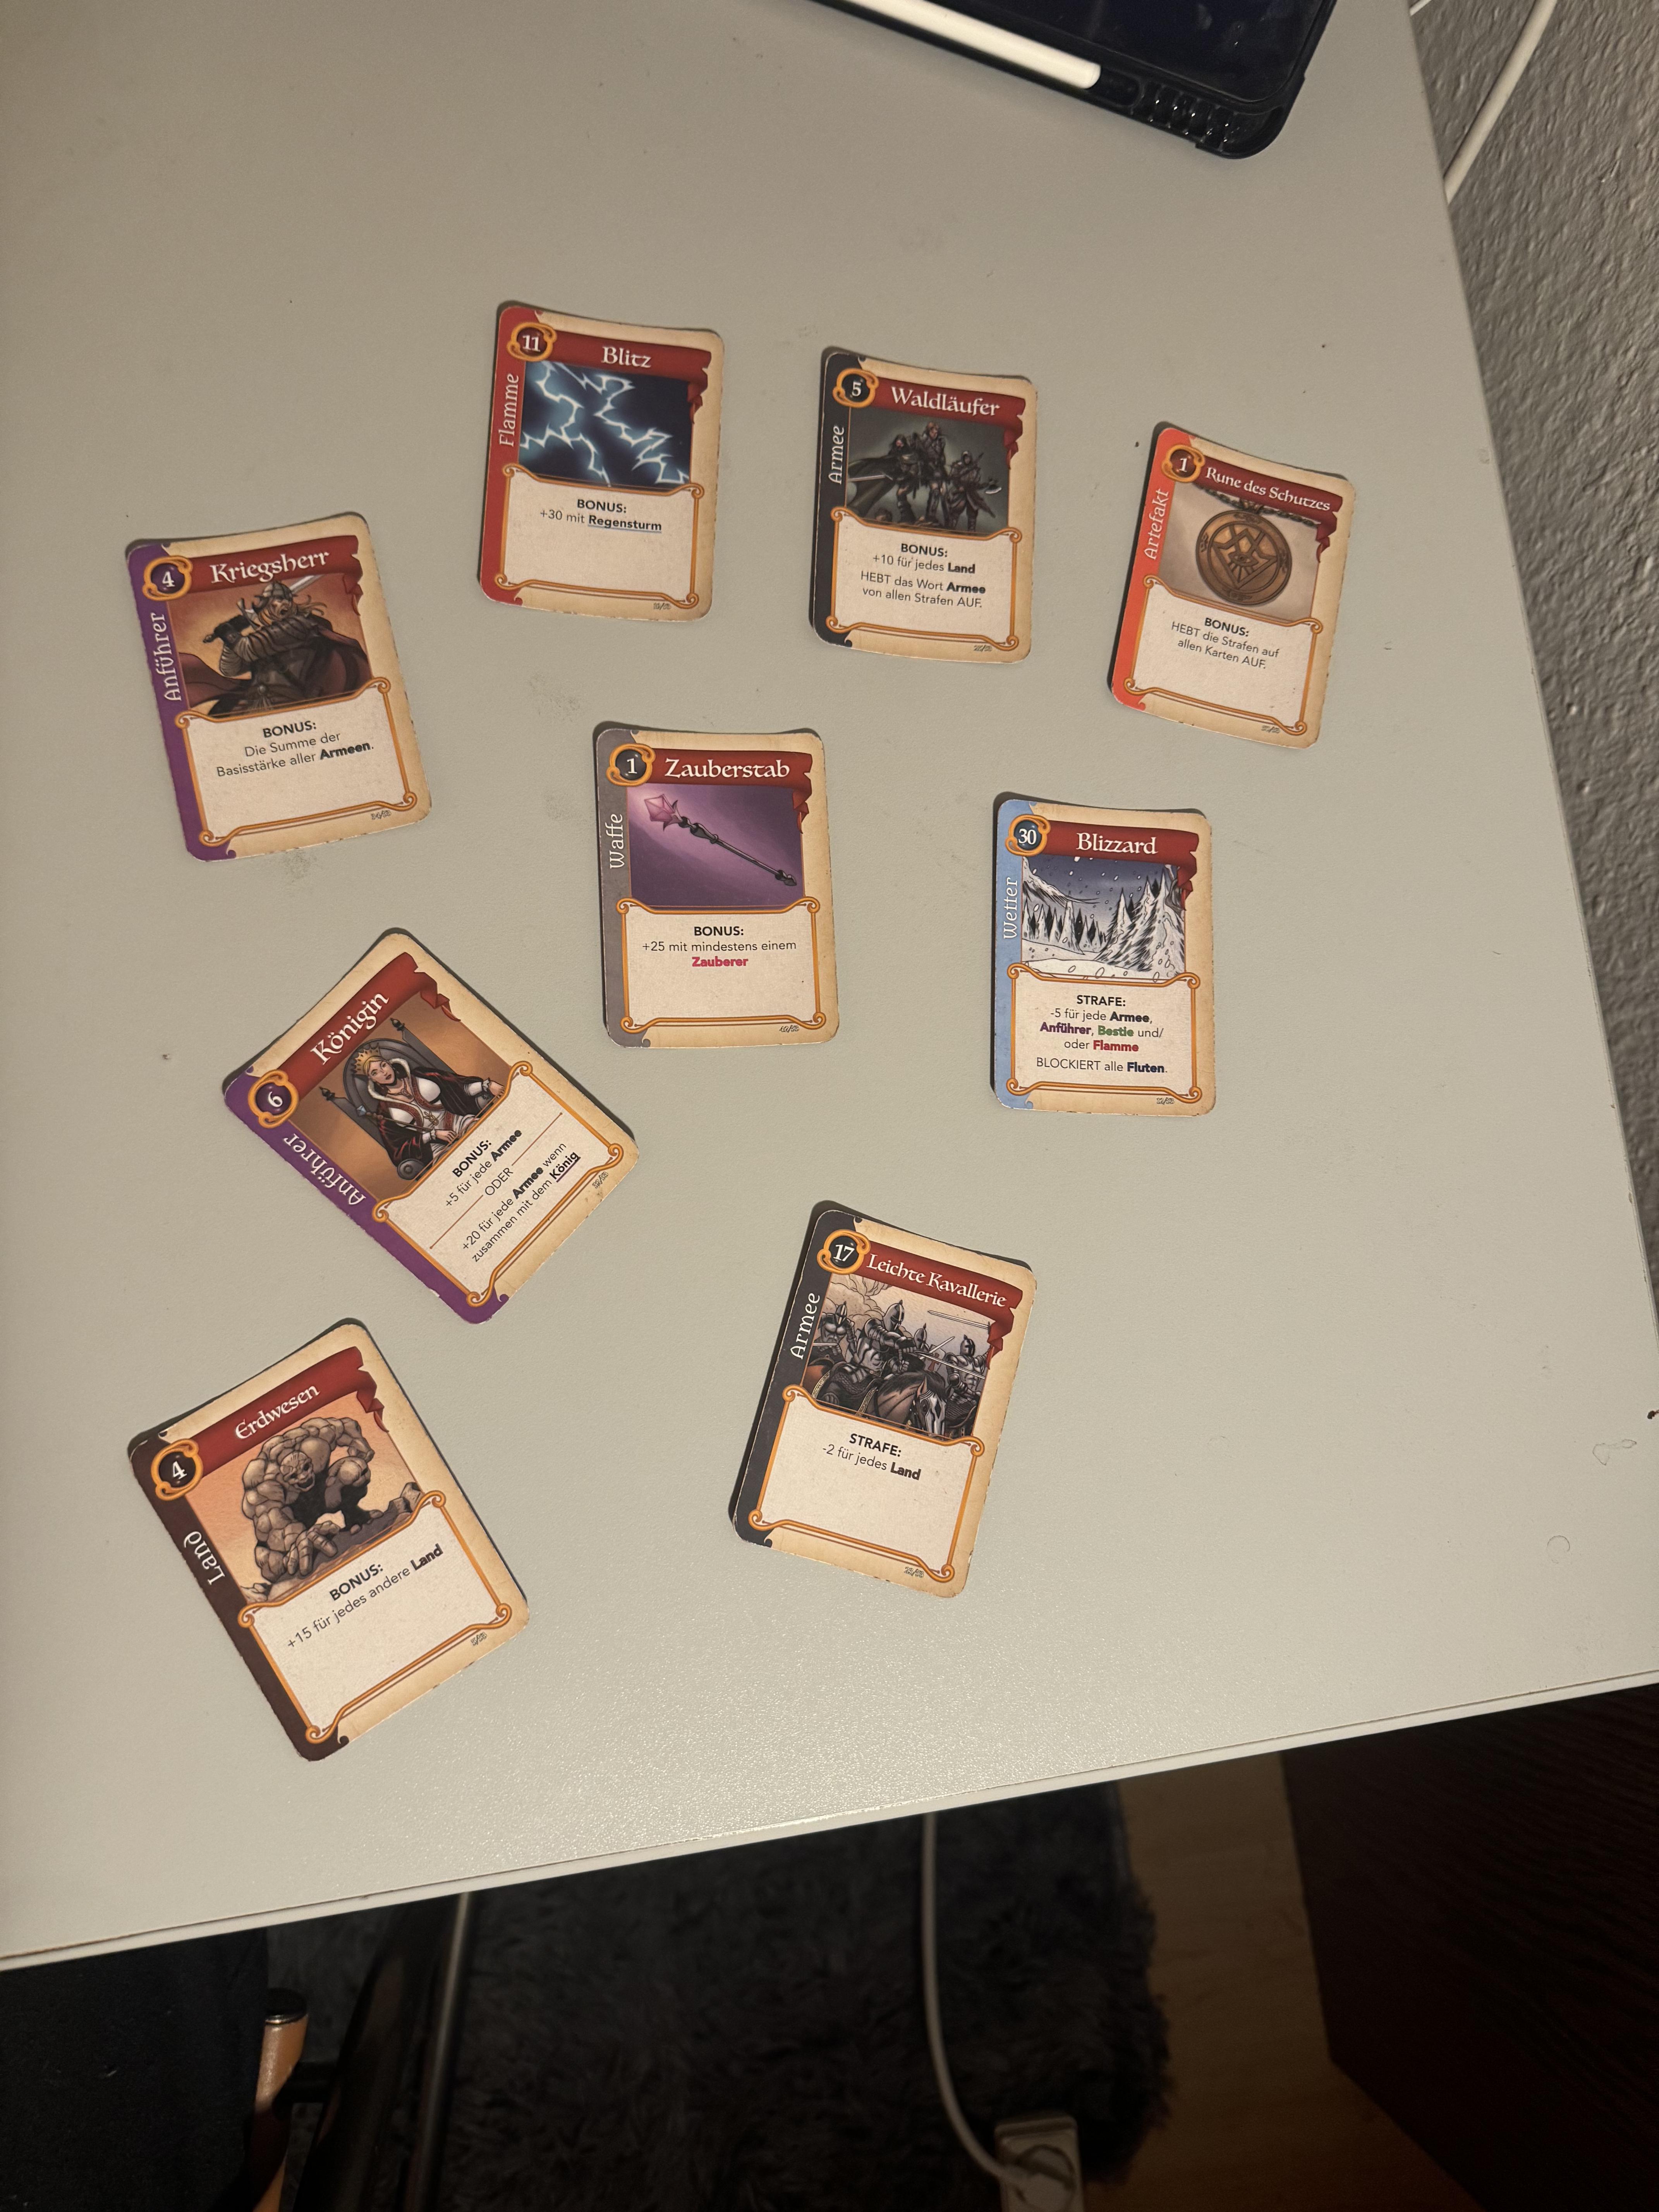 11
Blitz
Flamme
BONUS:
+30 mit Regensturm
5
Waldläufer
Armee
BONUS:
+10 für jedes Land
HEBT das Wort Armee
von allen Strafen AUF.
1
Rune des Schutzes
Artefakt
BONUS:
HEBT die Strafen auf
allen Karten AUF.
4
Kriegsherr
Anführer
BONUS:
Die Summe der
Basisstärke aller Armeen.
1
Zauberstab
Waffe
BONUS:
+25 mit mindestens einem
Zauberer
30
Blizzard
Wetter
STRAFE:
-5 für jede Armee,
Anführer, Bestie und/
oder Flamme
BLOCKIERT alle Fluten.
6
Königin
Anführer
BONUS:
+5 für jede Armee
ODER
+20 für jede Armee wenn
zusammen mit dem König
17
Leichte Kavallerie
Armee
STRAFE:
-2 für jedes Land
4
Erdwesen
Land
BONUS:
+15 für jedes andere Land